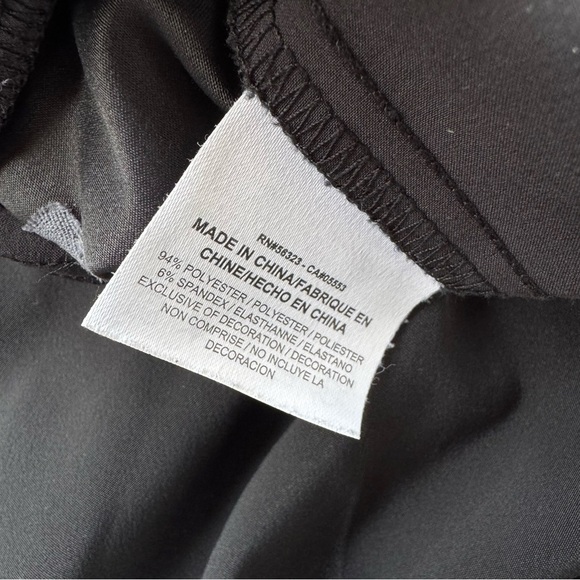 RN#56323 - CA#05553
MADE IN CHINA/FABRIQUE EN
CHINE/HECHO EN CHINA
94% POLYESTER / POLYESTER / POLIESTER
6% SPANDEX / ELASTHANNE / ELASTANO
EXCLUSIVE OF DECORATION / DECORATION
NON COMPRISE / NO INCLUYE LA
DECORACION